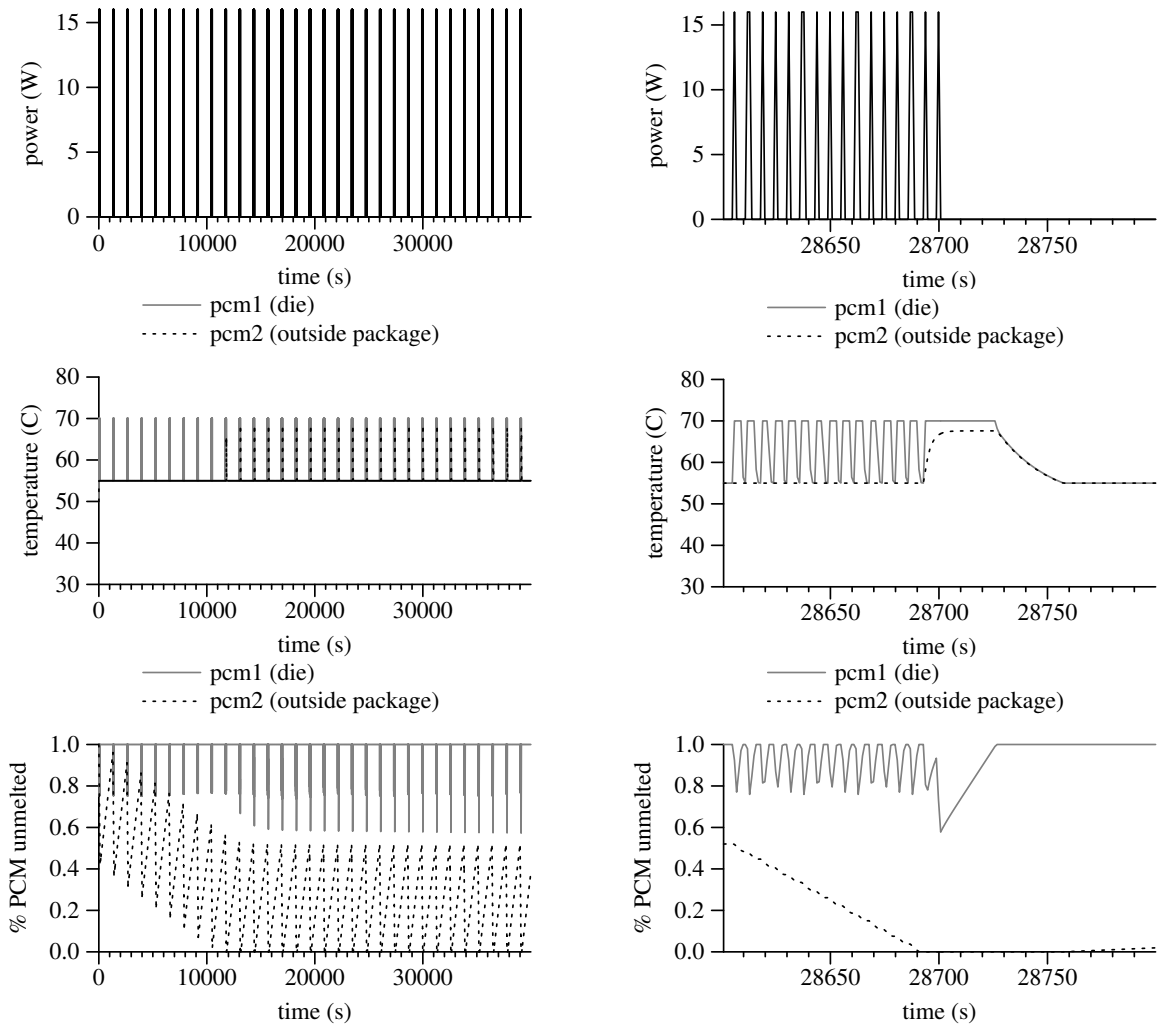 15
10
5
0
power (W)
0 10000 20000 30000
time (s)
pcm1 (die)
pcm2 (outside package)
80
70
60
50
40
30
temperature (C)
0 10000 20000 30000
time (s)
pcm1 (die)
pcm2 (outside package)
1.0
0.8
0.6
0.4
0.2
0.0
% PCM unmelted
0 10000 20000 30000
time (s)
15
10
5
0
power (W)
28650 28700 28750
time (s)
pcm1 (die)
pcm2 (outside package)
80
70
60
50
40
30
temperature (C)
28650 28700 28750
time (s)
pcm1 (die)
pcm2 (outside package)
1.0
0.8
0.6
0.4
0.2
0.0
% PCM unmelted
28650 28700 28750
time (s)